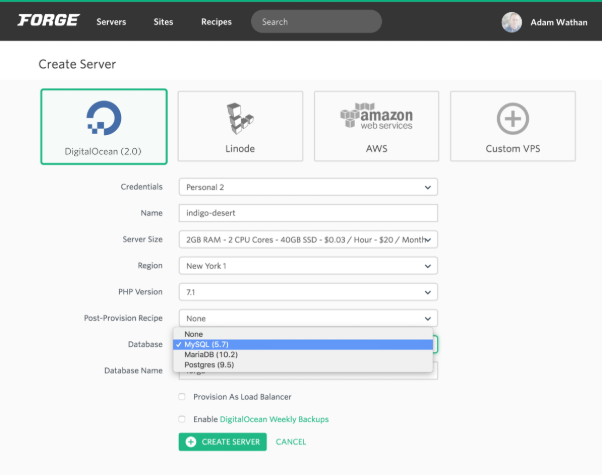 FORGE Servers Sites Recipes Search Adam Wathan
Create Server
DigitalOcean (2.0)
Linode
amazon
web services
AWS
Custom VPS
Credentials Personal 2
Name indigo-desert
Server Size 2GB RAM - 2 CPU Cores - 40GB SSD - $0.03 / Hour - $20 / Month
Region New York 1
PHP Version 7.1
Post-Provision Recipe None
None
Database ✓ MySQL (5.7)
MariaDB (10.2)
Postgres (9.5)
Database Name
Provision As Load Balancer
Enable DigitalOcean Weekly Backups
CREATE SERVER CANCEL